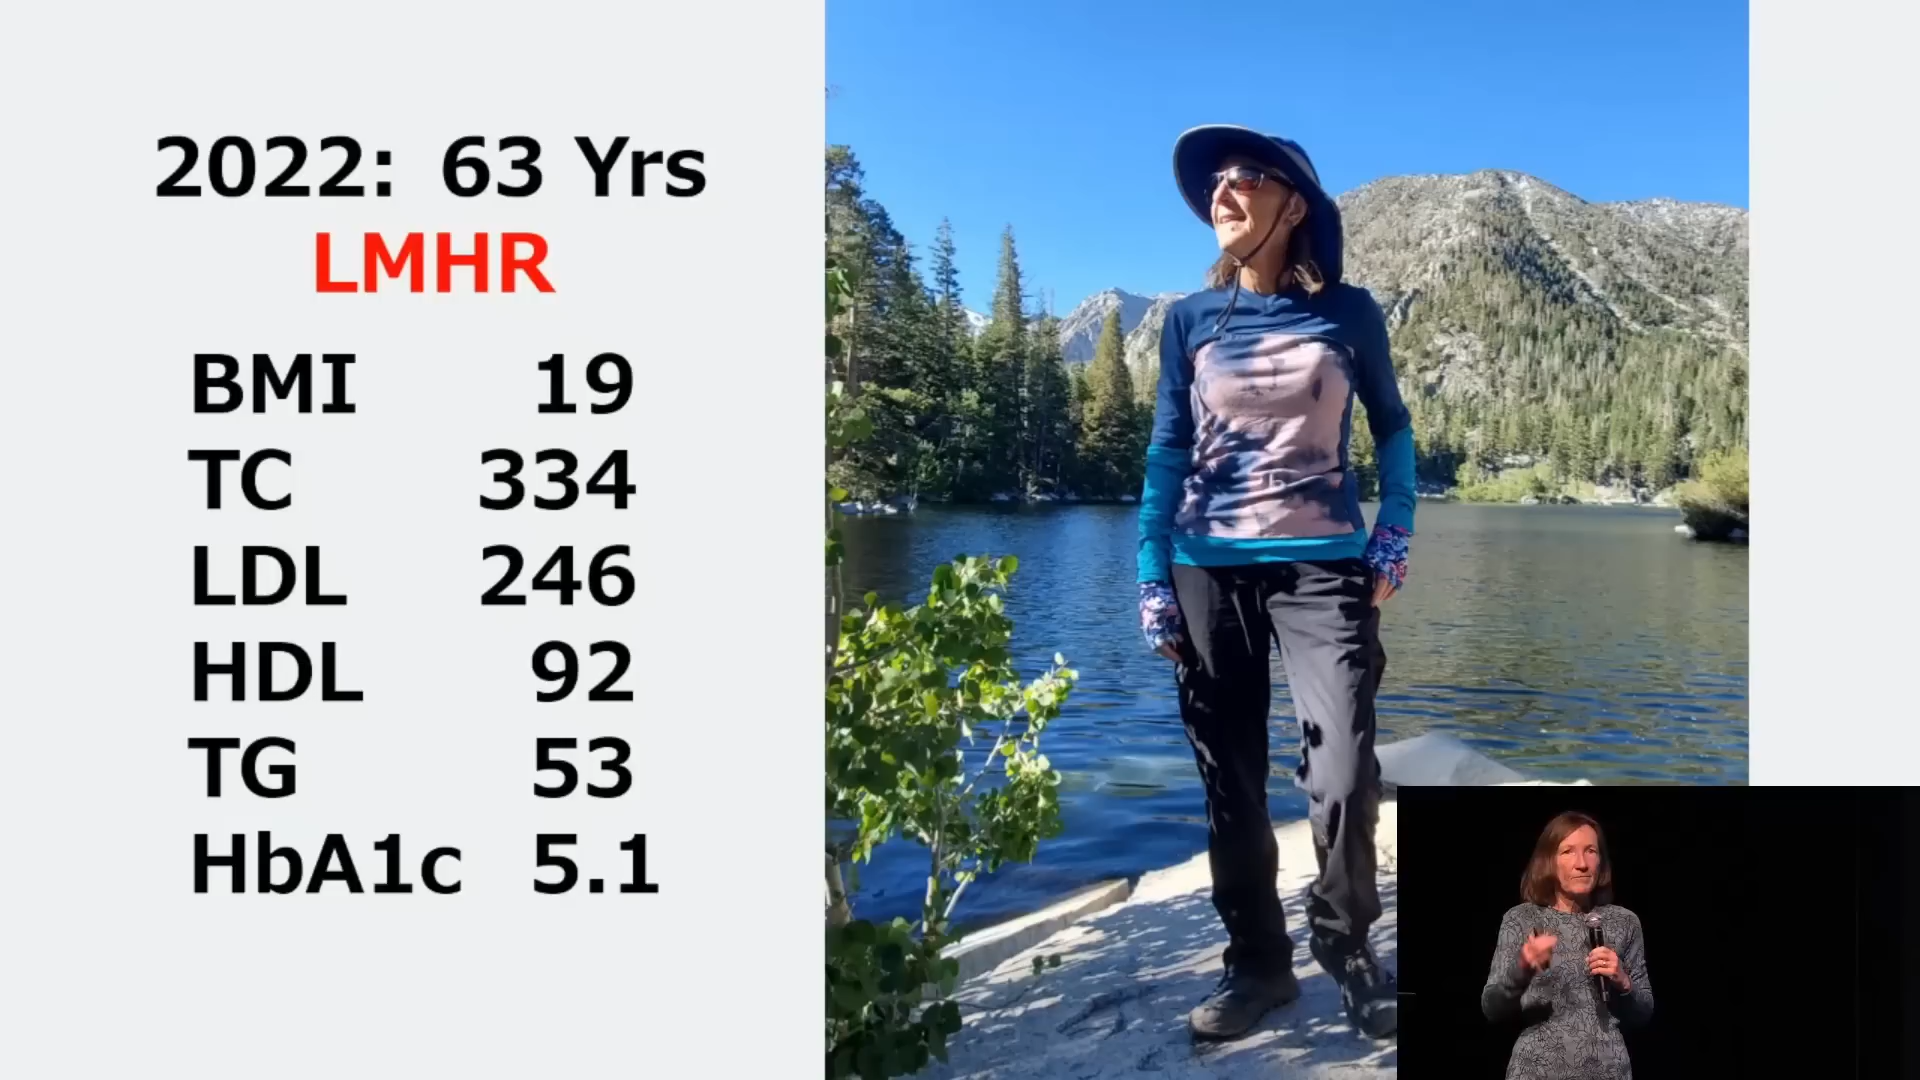 2022: 63 Yrs
LMHR
BMI 19
TC 334
LDL 246
HDL 92
TG 53
HbA1c 5.1